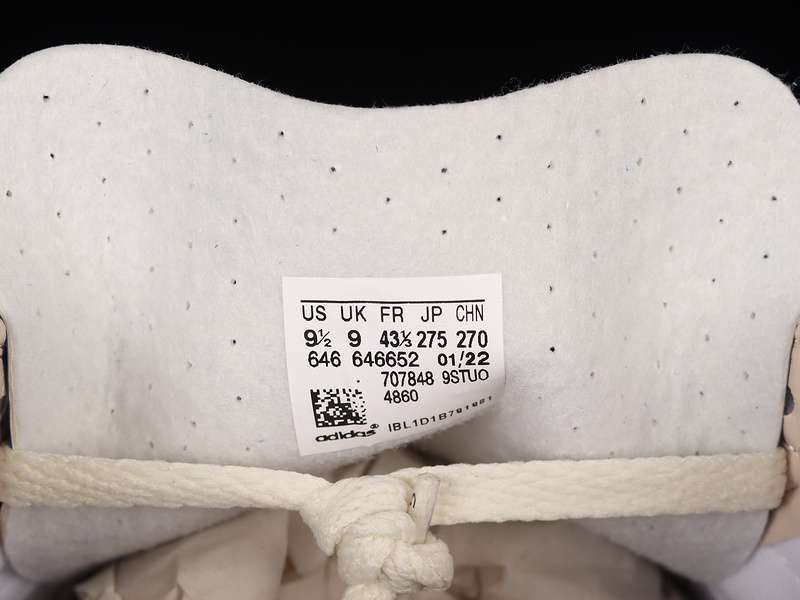 US UK FR JP CHN
9½ 9 43⅓ 275 270
646 646652 01/22
707848 9STUO
4860
adidas® IBL1D1B791981